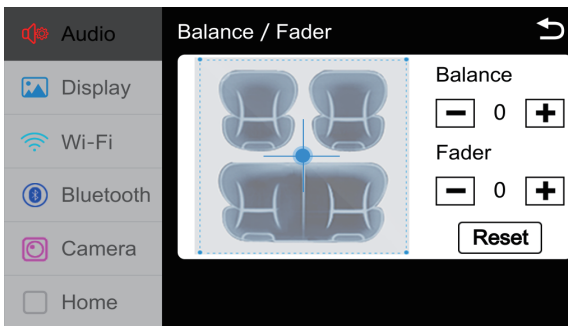 Audio
Display
Wi-Fi
Bluetooth
Camera
Home
Balance / Fader
Balance
0
Fader
0
Reset